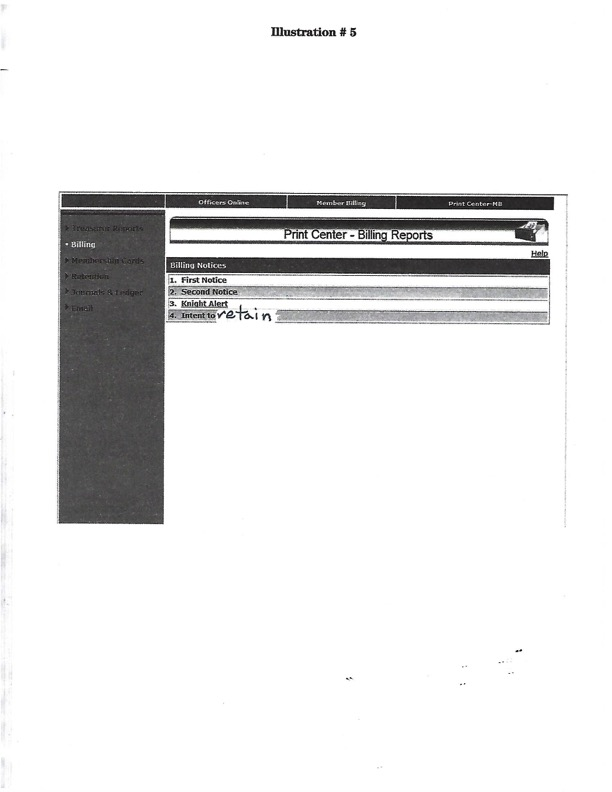 Illustration # 5
Officers Online
Member Billing
Print Center-MB
Treasurer Reports
Billing
Membership Cards
Retention
Journals & Ledger
Email
Print Center - Billing Reports
Help
Billing Notices
1. First Notice
2. Second Notice
3. Knight Alert
4. Intent to retain